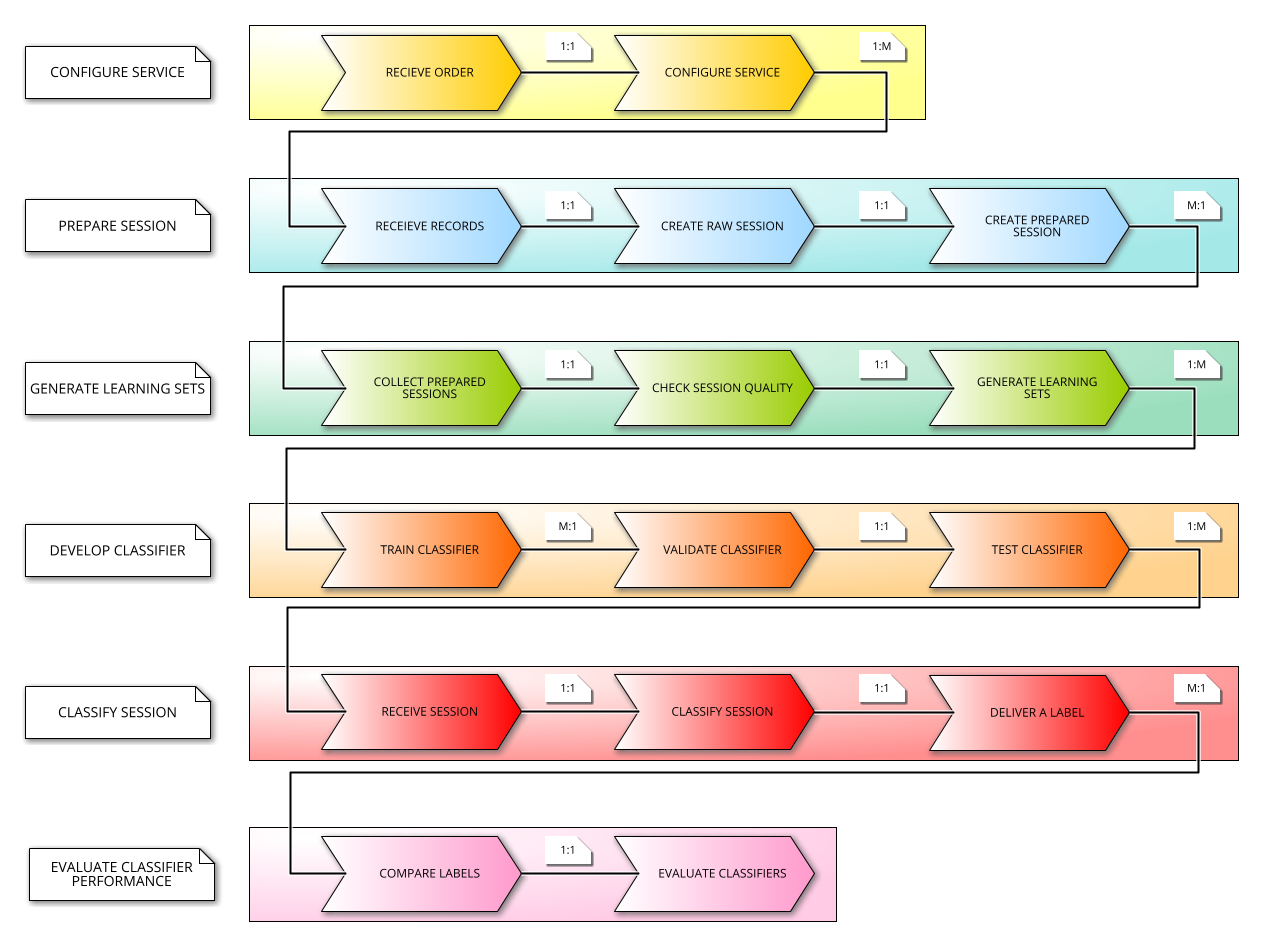 CONFIGURE SERVICE
RECIEVE ORDER
1:1
CONFIGURE SERVICE
1:M
PREPARE SESSION
RECEIEVE RECORDS
1:1
CREATE RAW SESSION
1:1
CREATE PREPARED
SESSION
M:1
GENERATE LEARNING SETS
COLLECT PREPARED
SESSIONS
1:1
CHECK SESSION QUALITY
1:1
GENERATE LEARNING
SETS
1:M
DEVELOP CLASSIFIER
TRAIN CLASSIFIER
M:1
VALIDATE CLASSIFIER
1:1
TEST CLASSIFIER
1:M
CLASSIFY SESSION
RECEIVE SESSION
1:1
CLASSIFY SESSION
1:1
DELIVER A LABEL
M:1
EVALUATE CLASSIFIER
PERFORMANCE
COMPARE LABELS
1:1
EVALUATE CLASSIFIERS